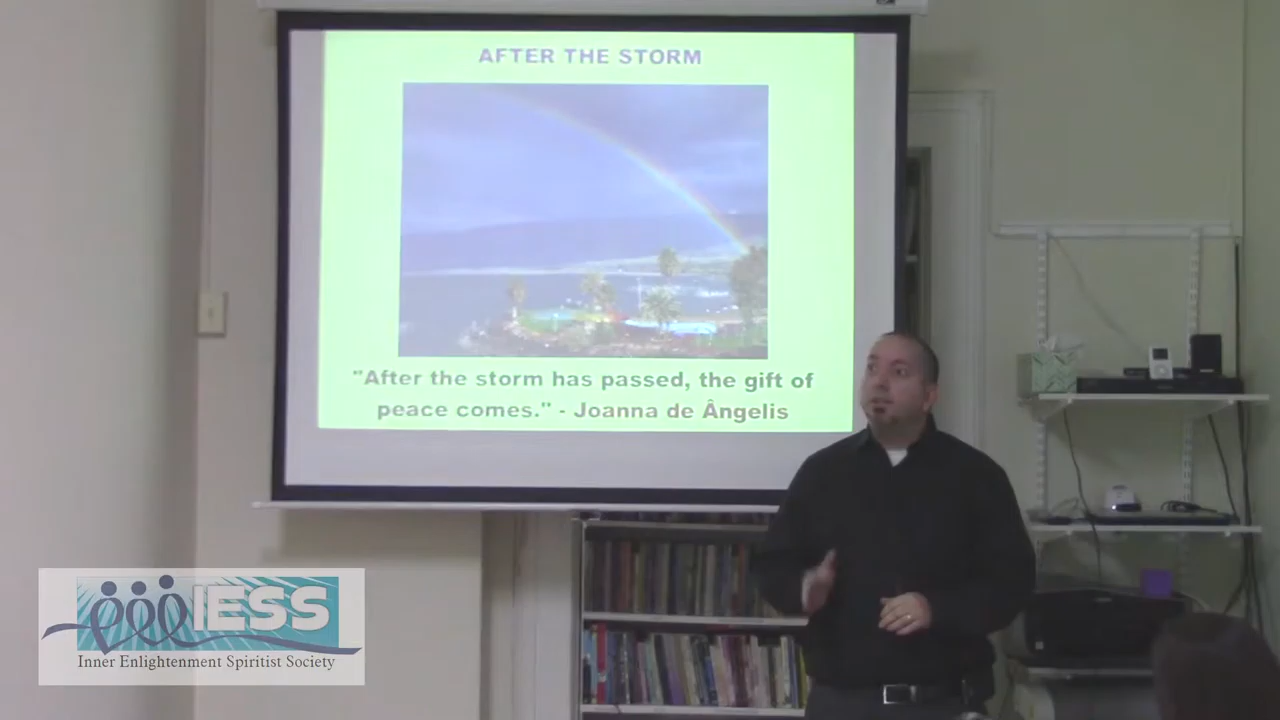 AFTER THE STORM
"After the storm has passed, the gift of
peace comes." - Joanna de Ângelis
IESS
Inner Enlightenment Spiritist Society